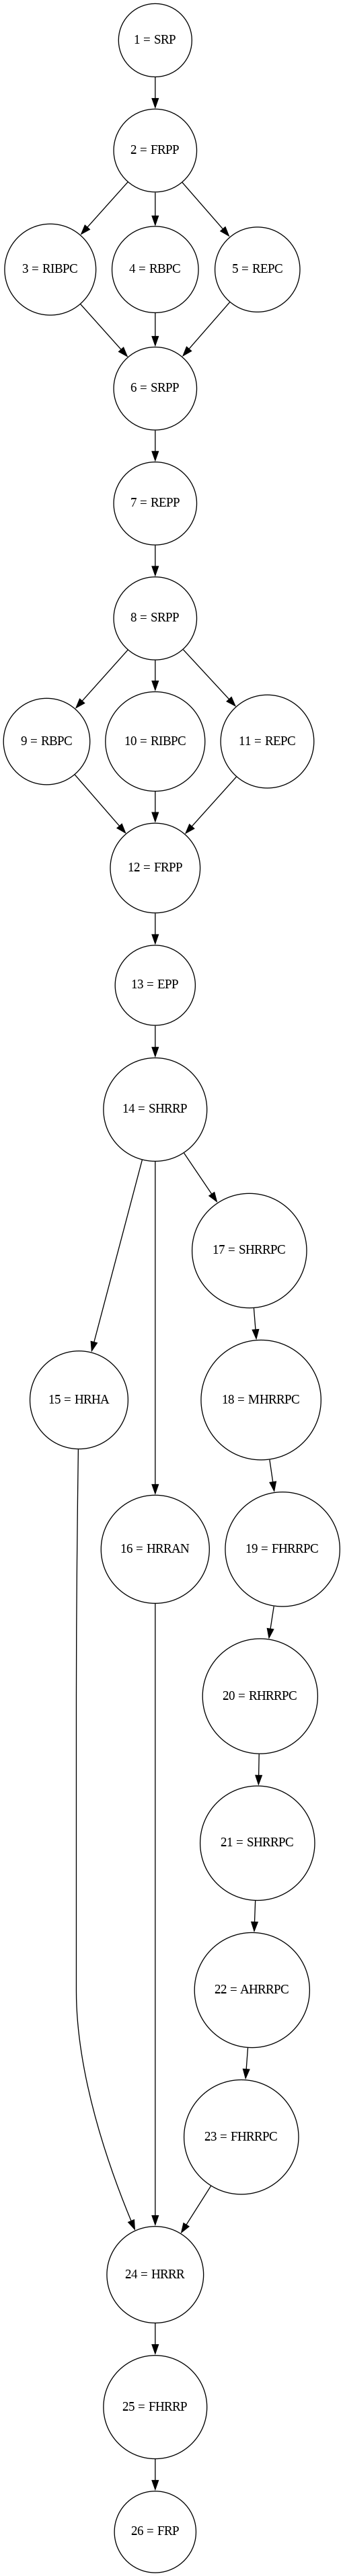 1 = SRP
2 = FRPP
3 = RIBPC
4 = RBPC
5 = REPC
6 = SRPP
7 = REPP
8 = SRPP
9 = RBPC
10 = RIBPC
11 = REPC
12 = FRPP
13 = EPP
14 = SHRRP
17 = SHRRPC
15 = HRHA
18 = MHRRPC
16 = HRRAN
19 = FHRRPC
20 = RHRRPC
21 = SHRRPC
22 = AHRRPC
23 = FHRRPC
24 = HRRR
25 = FHRRP
26 = FRP